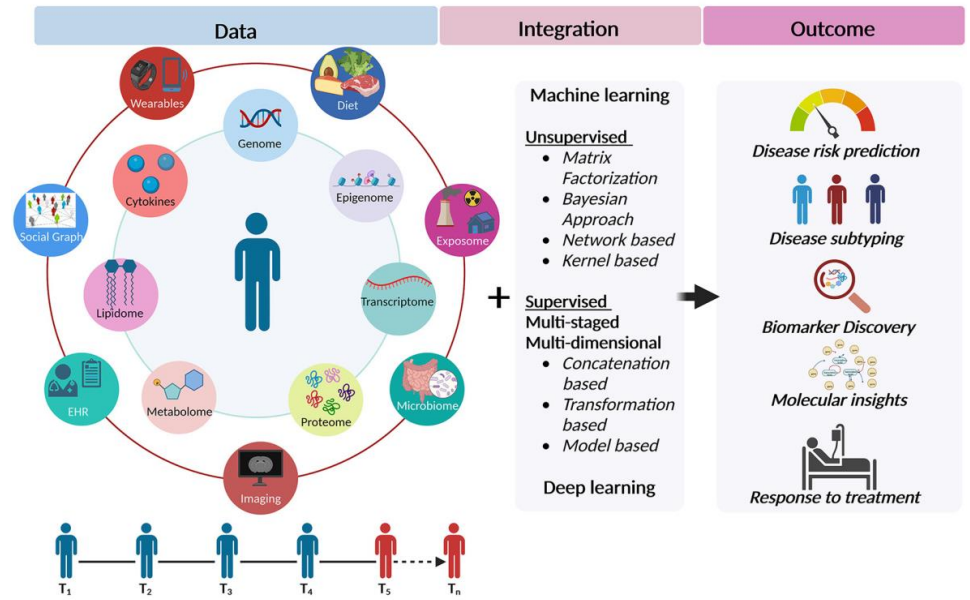 Data
Integration
Outcome
Wearables
Diet
Genome
Cytokines
Epigenome
Social Graph
Exposome
Lipidome
Transcriptome
EHR
Metabolome
Proteome
Microbiome
Imaging
T1
T2
T3
T4
T5
Tn
+
Machine learning
Unsupervised
• Matrix
Factorization
• Bayesian
Approach
• Network based
• Kernel based
Supervised
Multi-staged
Multi-dimensional
• Concatenation
based
• Transformation
based
• Model based
Deep learning
Disease risk prediction
Disease subtyping
Biomarker Discovery
Molecular insights
Response to treatment